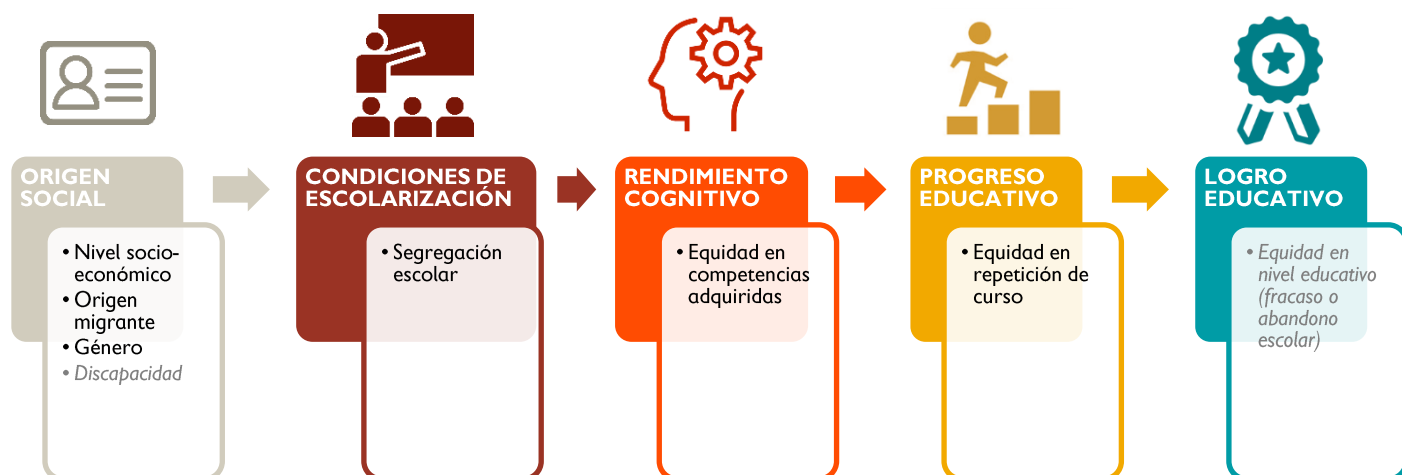 ORIGEN
SOCIAL
• Nivel socio-
económico
• Origen
migrante
• Género
• Discapacidad
CONDICIONES DE
ESCOLARIZACIÓN
• Segregación
escolar
RENDIMIENTO
COGNITIVO
• Equidad en
competencias
adquiridas
PROGRESO
EDUCATIVO
• Equidad en
repetición de
curso
LOGRO
EDUCATIVO
• Equidad en
nivel educativo
(fracaso o
abandono
escolar)